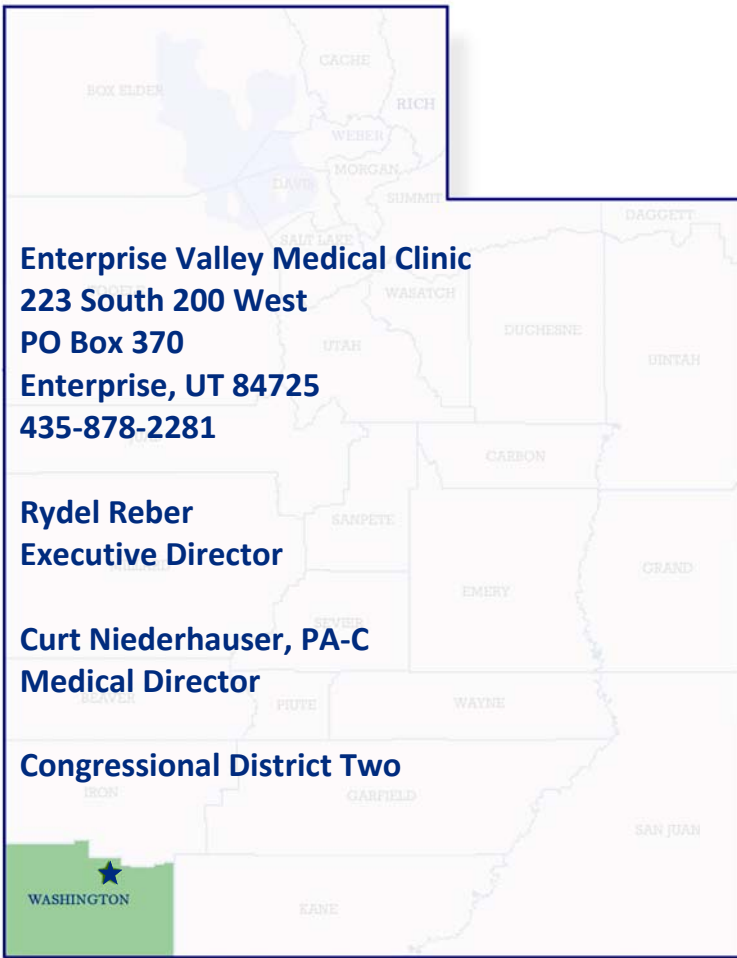 CACHE
BOX ELDER
RICH
WEBER
MORGAN
DAVIS
SUMMIT
DAGGETT
SALT LAKE
Enterprise Valley Medical Clinic
TOOELE
223 South 200 West
WASATCH
PO Box 370
DUCHESNE
UTAH
UINTAH
Enterprise, UT 84725
435-878-2281
CARBON
Rydel Reber
SANPETE
Executive Director
GRAND
EMERY
SEVIER
Curt Niederhauser, PA-C
Medical Director
BEAVER
PIUTE
WAYNE
Congressional District Two
IRON
GARFIELD
SAN JUAN
WASHINGTON
KANE